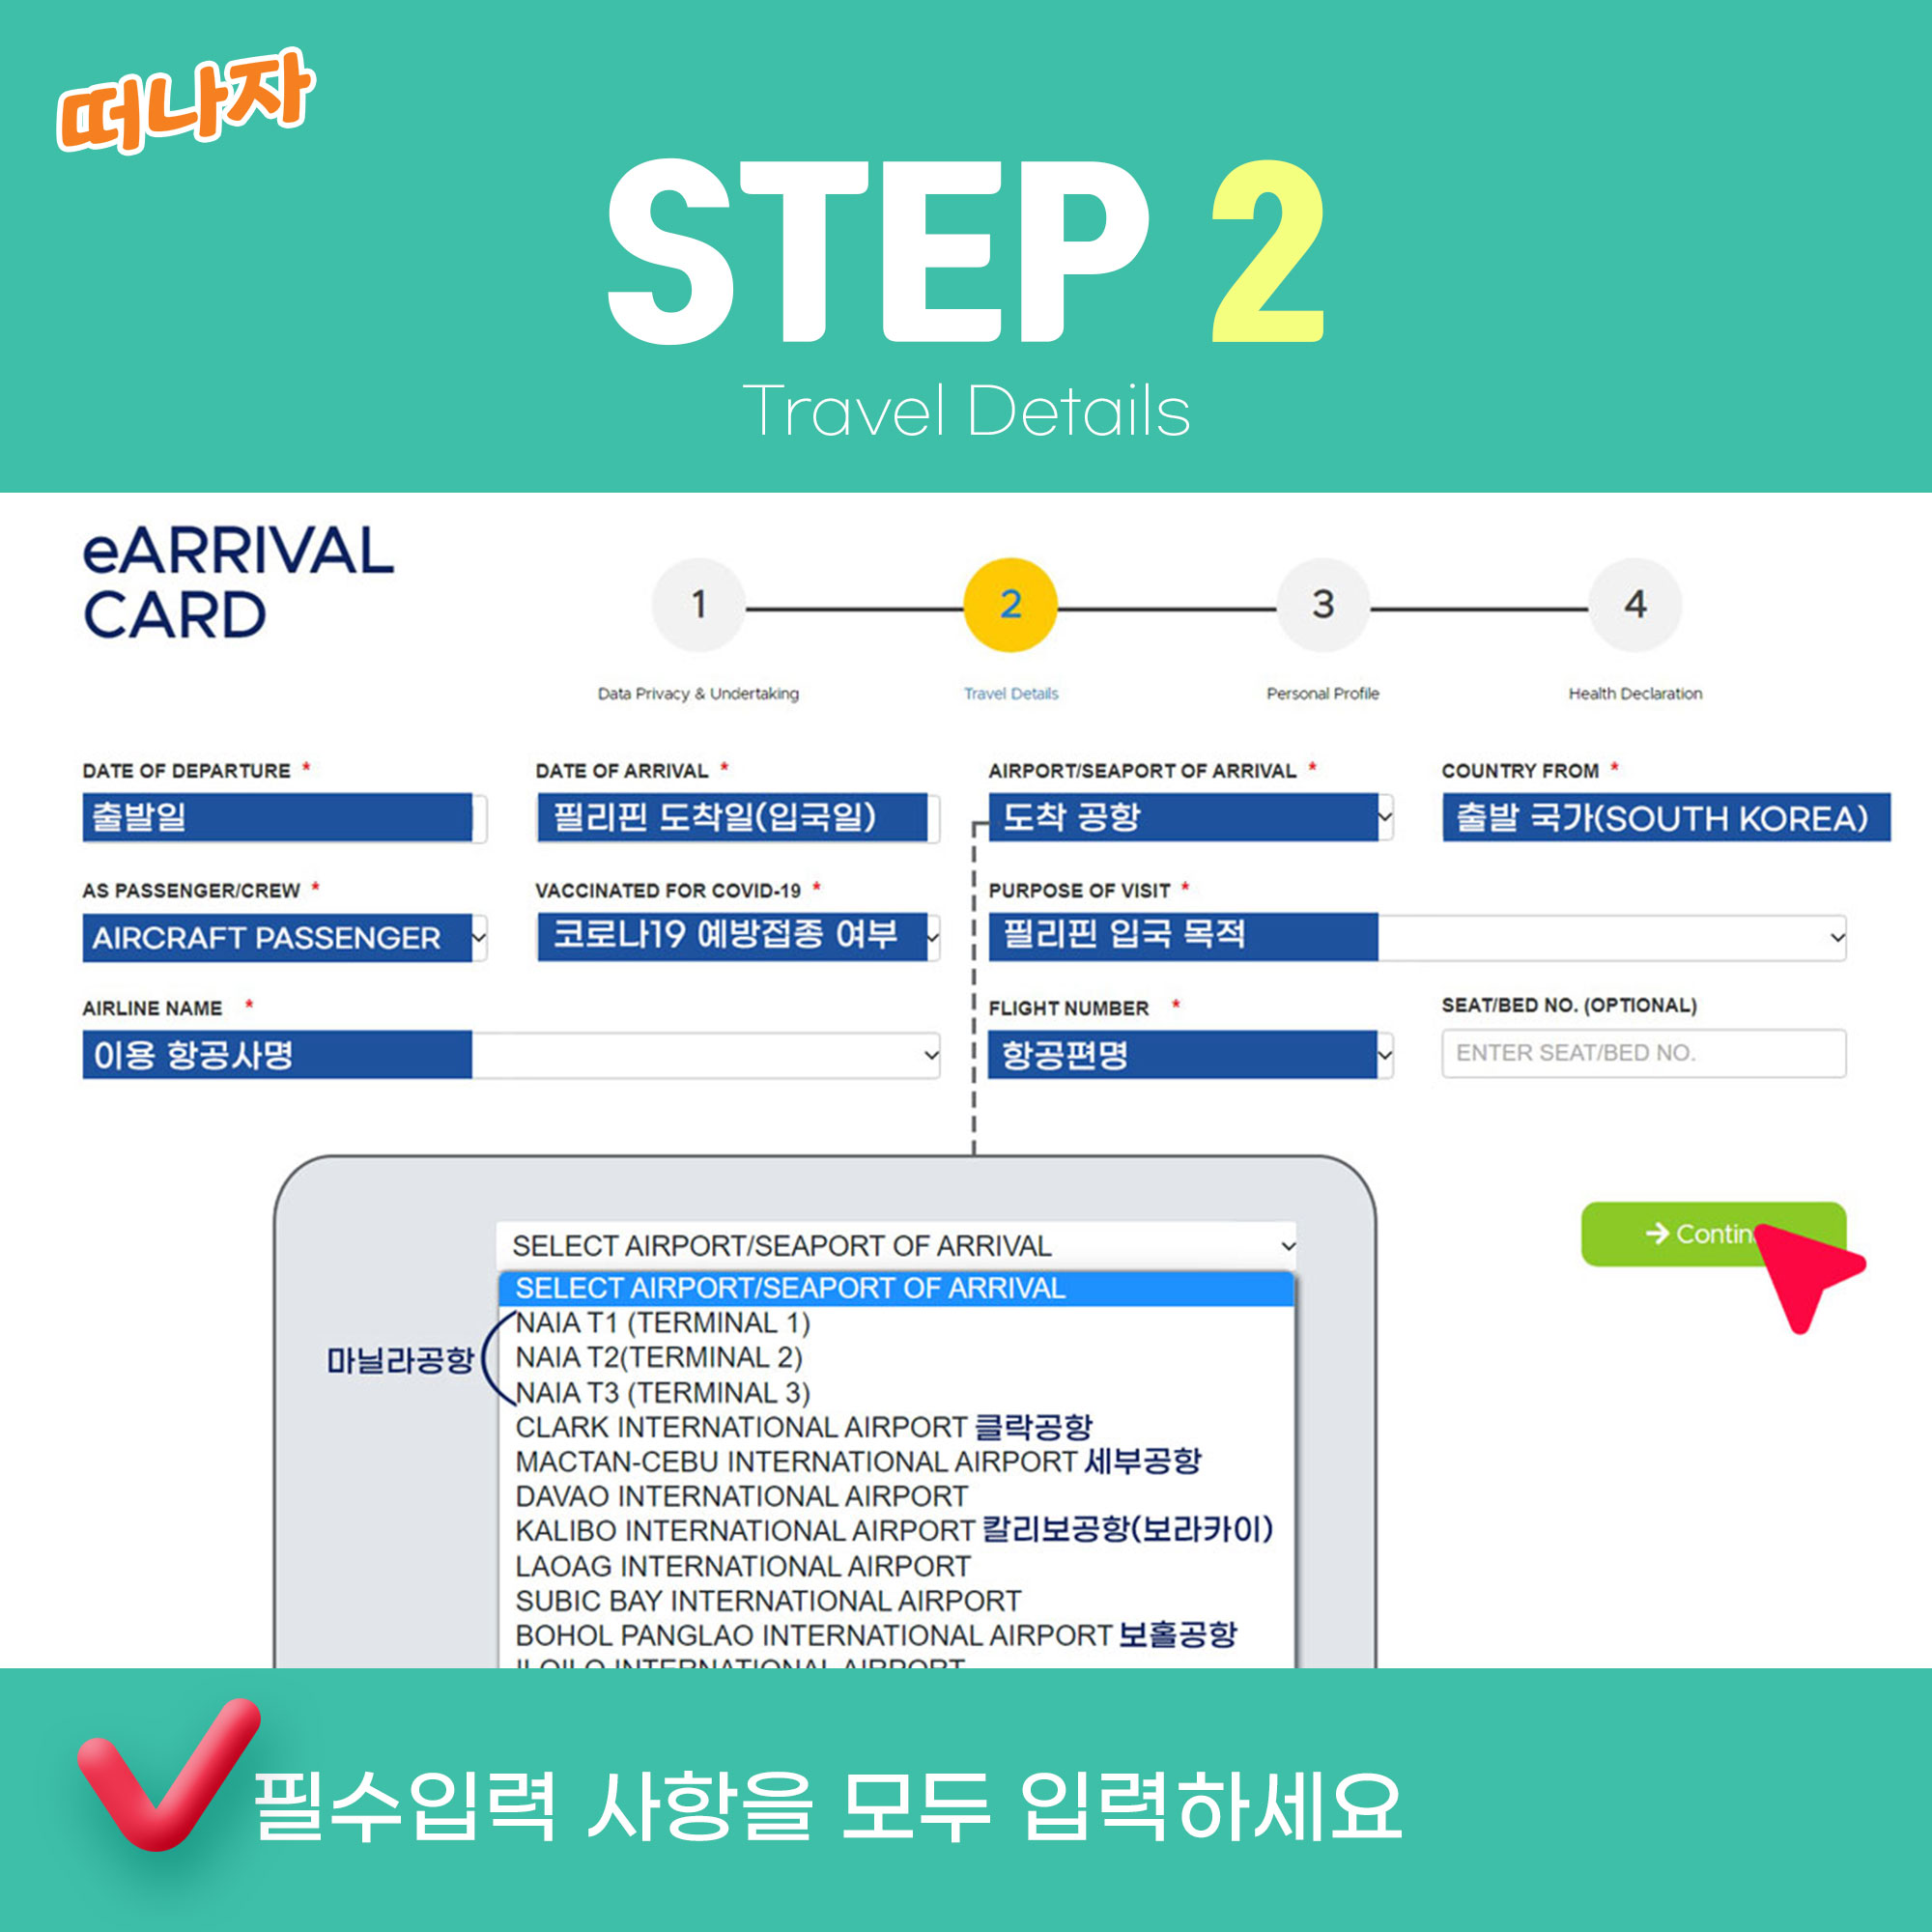 떠나자
STEP 2
Travel Details
eARRIVAL
CARD
1 2 3 4
Data Privacy & Undertaking Travel Details Personal Profile Health Declaration
DATE OF DEPARTURE * DATE OF ARRIVAL * AIRPORT/SEAPORT OF ARRIVAL * COUNTRY FROM *
출발일 필리핀 도착일(입국일) 도착 공항 출발 국가(SOUTH KOREA)
AS PASSENGER/CREW * VACCINATED FOR COVID-19 * PURPOSE OF VISIT *
AIRCRAFT PASSENGER 코로나19 예방접종 여부 필리핀 입국 목적
AIRLINE NAME * FLIGHT NUMBER * SEAT/BED NO. (OPTIONAL)
이용 항공사명 항공편명 ENTER SEAT/BED NO.
→ Contin
SELECT AIRPORT/SEAPORT OF ARRIVAL
SELECT AIRPORT/SEAPORT OF ARRIVAL
NAIA T1 (TERMINAL 1)
마닐라공항 NAIA T2(TERMINAL 2)
NAIA T3 (TERMINAL 3)
CLARK INTERNATIONAL AIRPORT 클락공항
MACTAN-CEBU INTERNATIONAL AIRPORT 세부공항
DAVAO INTERNATIONAL AIRPORT
KALIBO INTERNATIONAL AIRPORT 칼리보공항(보라카이)
LAOAG INTERNATIONAL AIRPORT
SUBIC BAY INTERNATIONAL AIRPORT
BOHOL PANGLAO INTERNATIONAL AIRPORT 보홀공항
ILOILO INTERNATIONAL AIRPORT
필수입력 사항을 모두 입력하세요